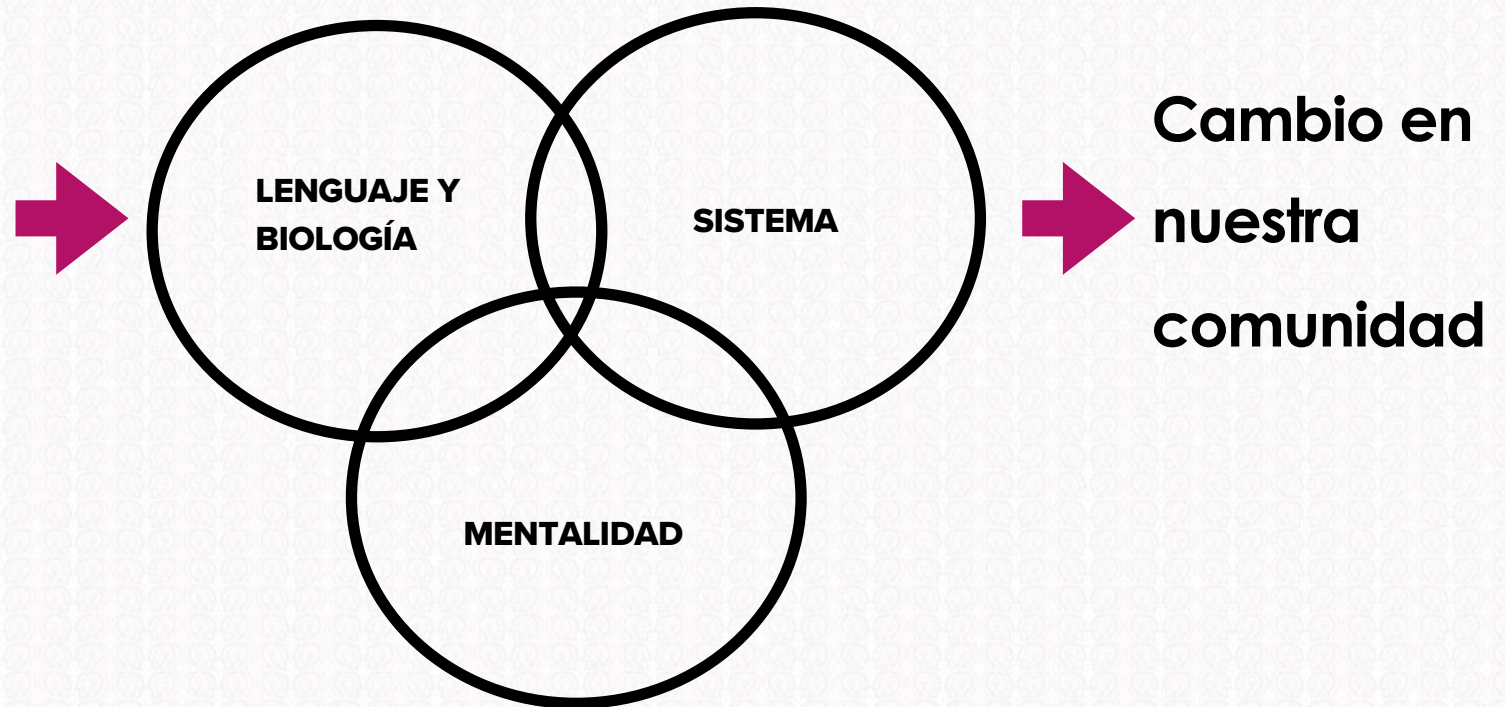 LENGUAJE Y
BIOLOGÍA
SISTEMA
MENTALIDAD
Cambio en
nuestra
comunidad